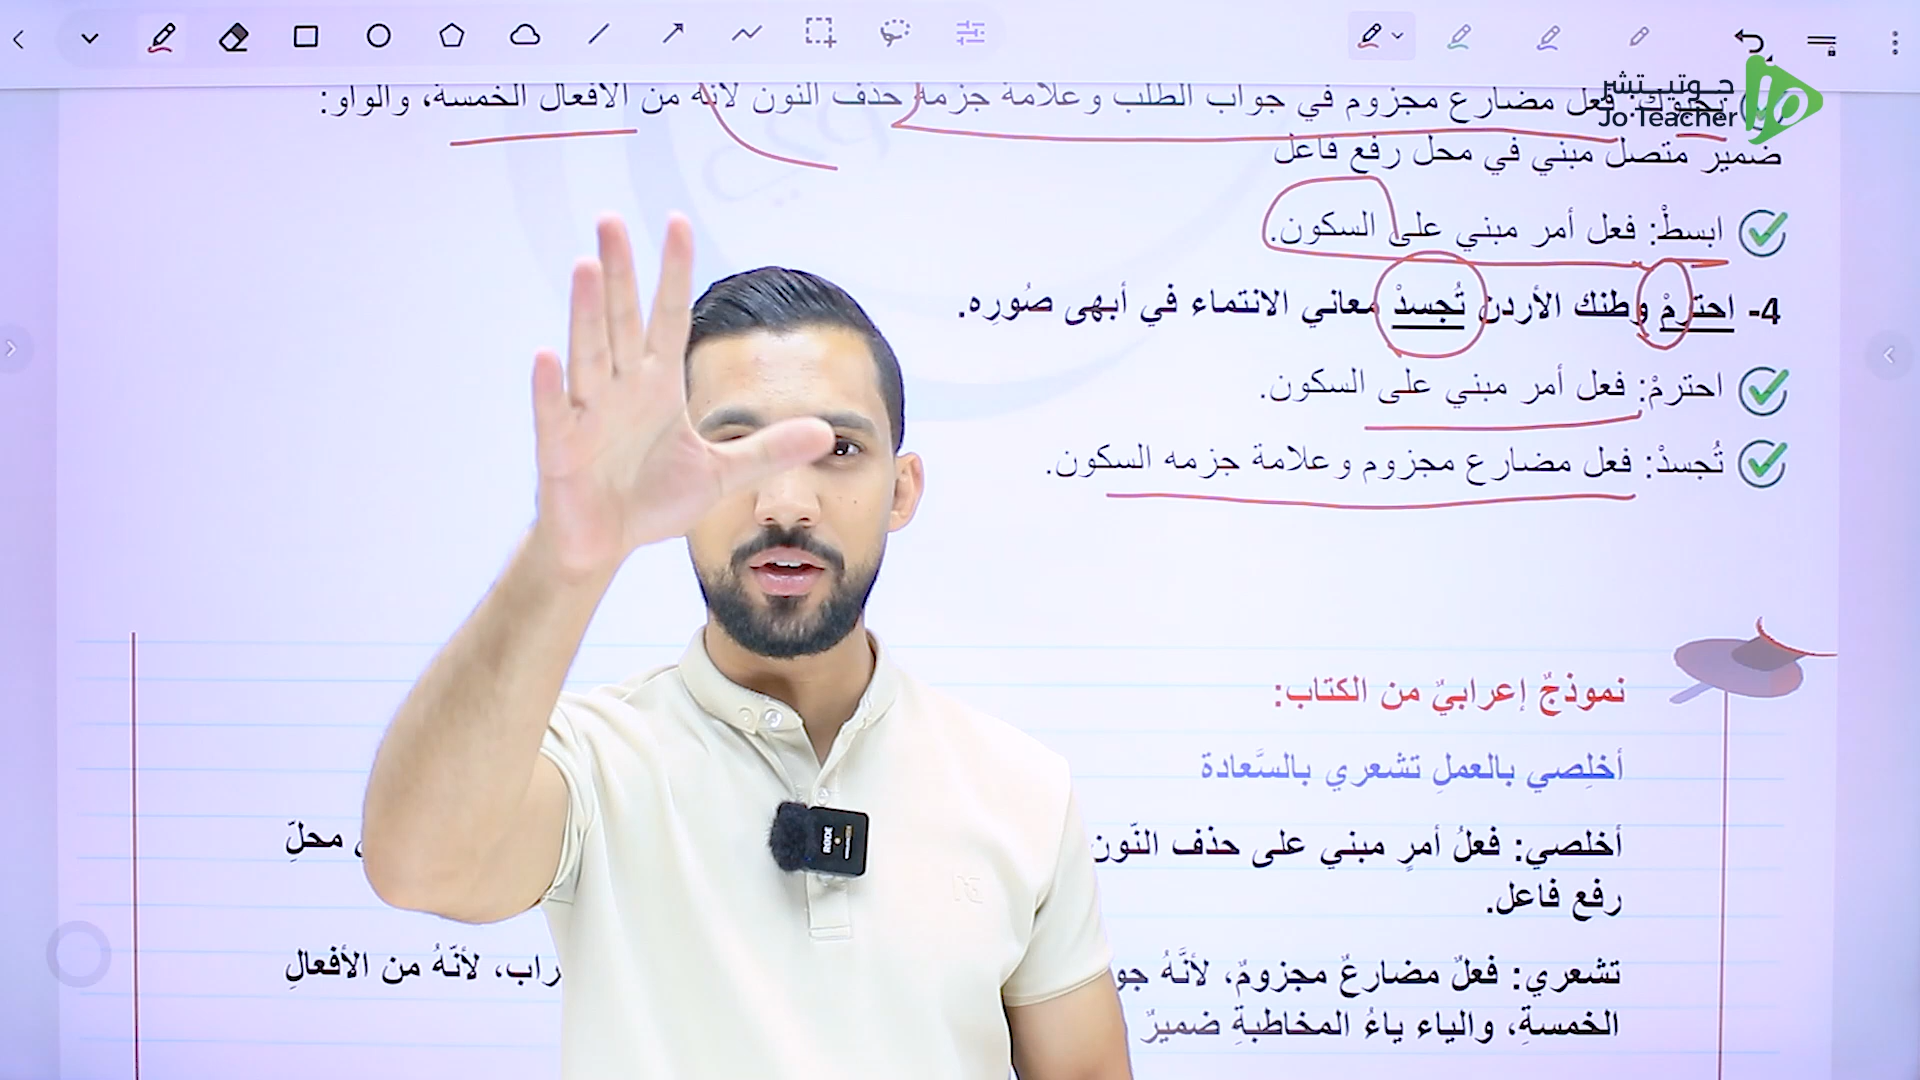 جـوتيـتشر
Jo Teacher
يحبوك: فعل مضارع مجزوم في جواب الطلب وعلامة جزمه حذف النون لأنه من الأفعال الخمسة، والواو:
ضمير متصل مبني في محل رفع فاعل
ابسطْ: فعل أمر مبني على السكون.
4- احترمْ وطنك الأردن تُجسدْ معاني الانتماء في أبهى صُورِه.
احترمْ: فعل أمر مبني على السكون.
تُجسدْ: فعل مضارع مجزوم وعلامة جزمه السكون.
نموذجٌ إعرابيٌ من الكتاب:
أخلِصي بالعملِ تشعري بالسَّعادة
أخلصي: فعلُ أمرٍ مبني على حذف النّون محلِّ
رفع فاعل.
تشعري: فعلٌ مضارعٌ مجزومٌ، لأنَّهُ لأنّهُ من الأفعالِ
الخمسةِ، والياء ياءُ المخاطبةِ ضميرٌ
RODE